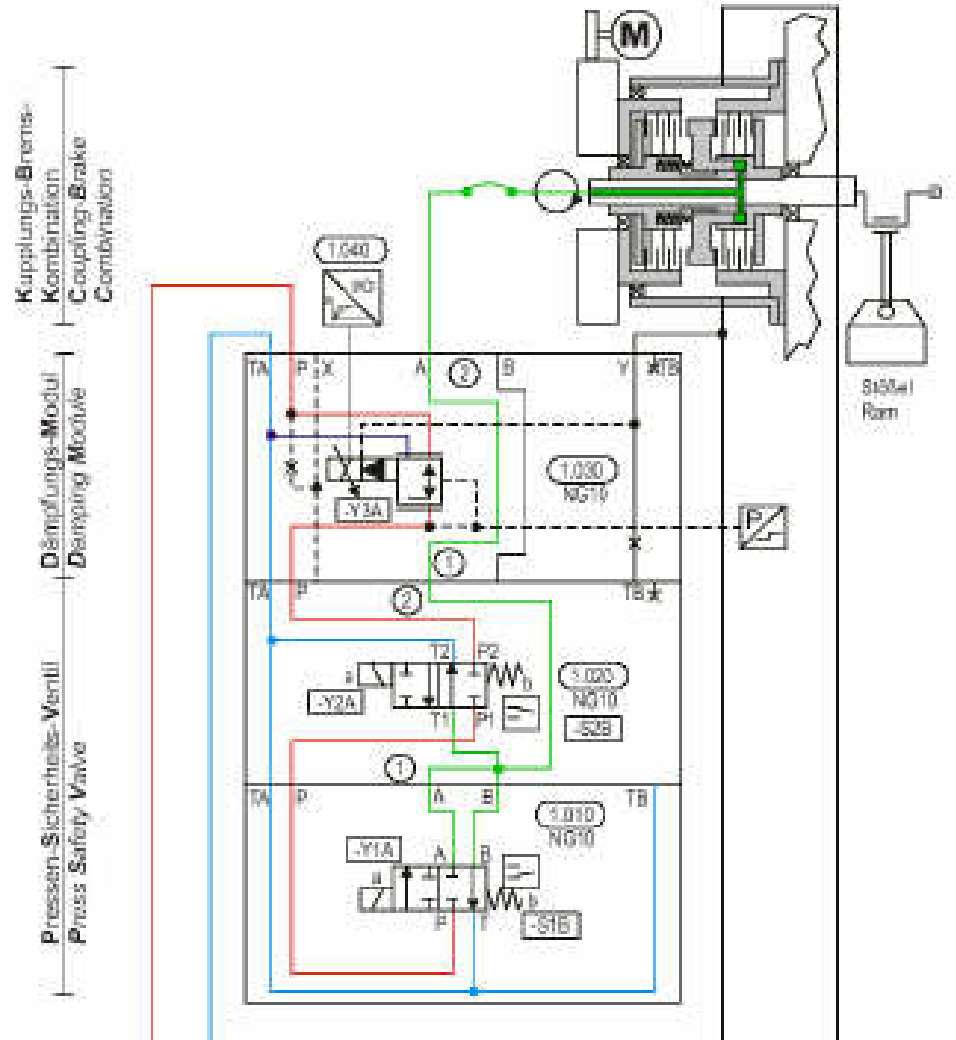 M
Kupplungs-Brems-
Kombination
Coupling-Brake
Combination
1.040
TA P X A 2 B Y TB
Stößel
Ram
Dämpfungs-Modul
Damping Module
1.030
NG10
-Y3A
P
1
TA P 2 TB
T2 P2
a b
1.020
NG10
-Y2A
T1 P1
-S2B
Pressen-Sicherheits-Ventil
Press Safety Valve
1
TA P A B TB
1.010
NG10
-Y1A
A B
a b
P T
-S1B